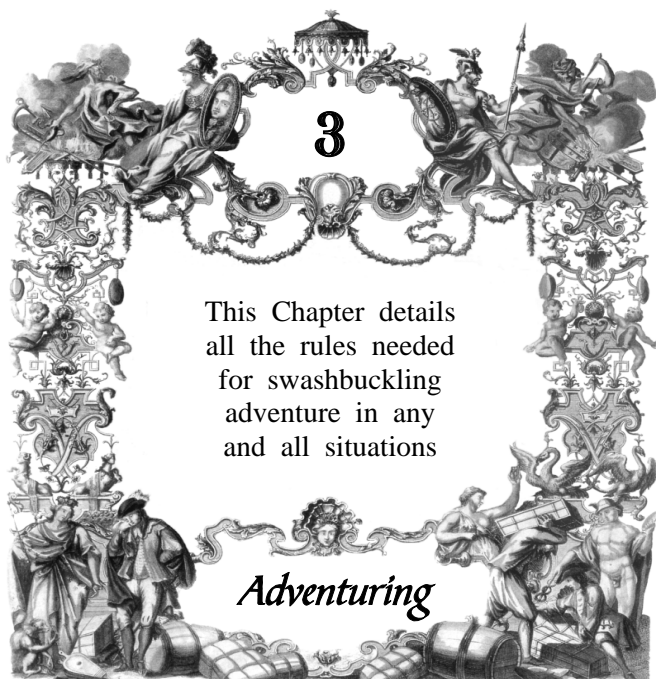 3
This Chapter details
all the rules needed
for swashbuckling
adventure in any
and all situations
Adventuring